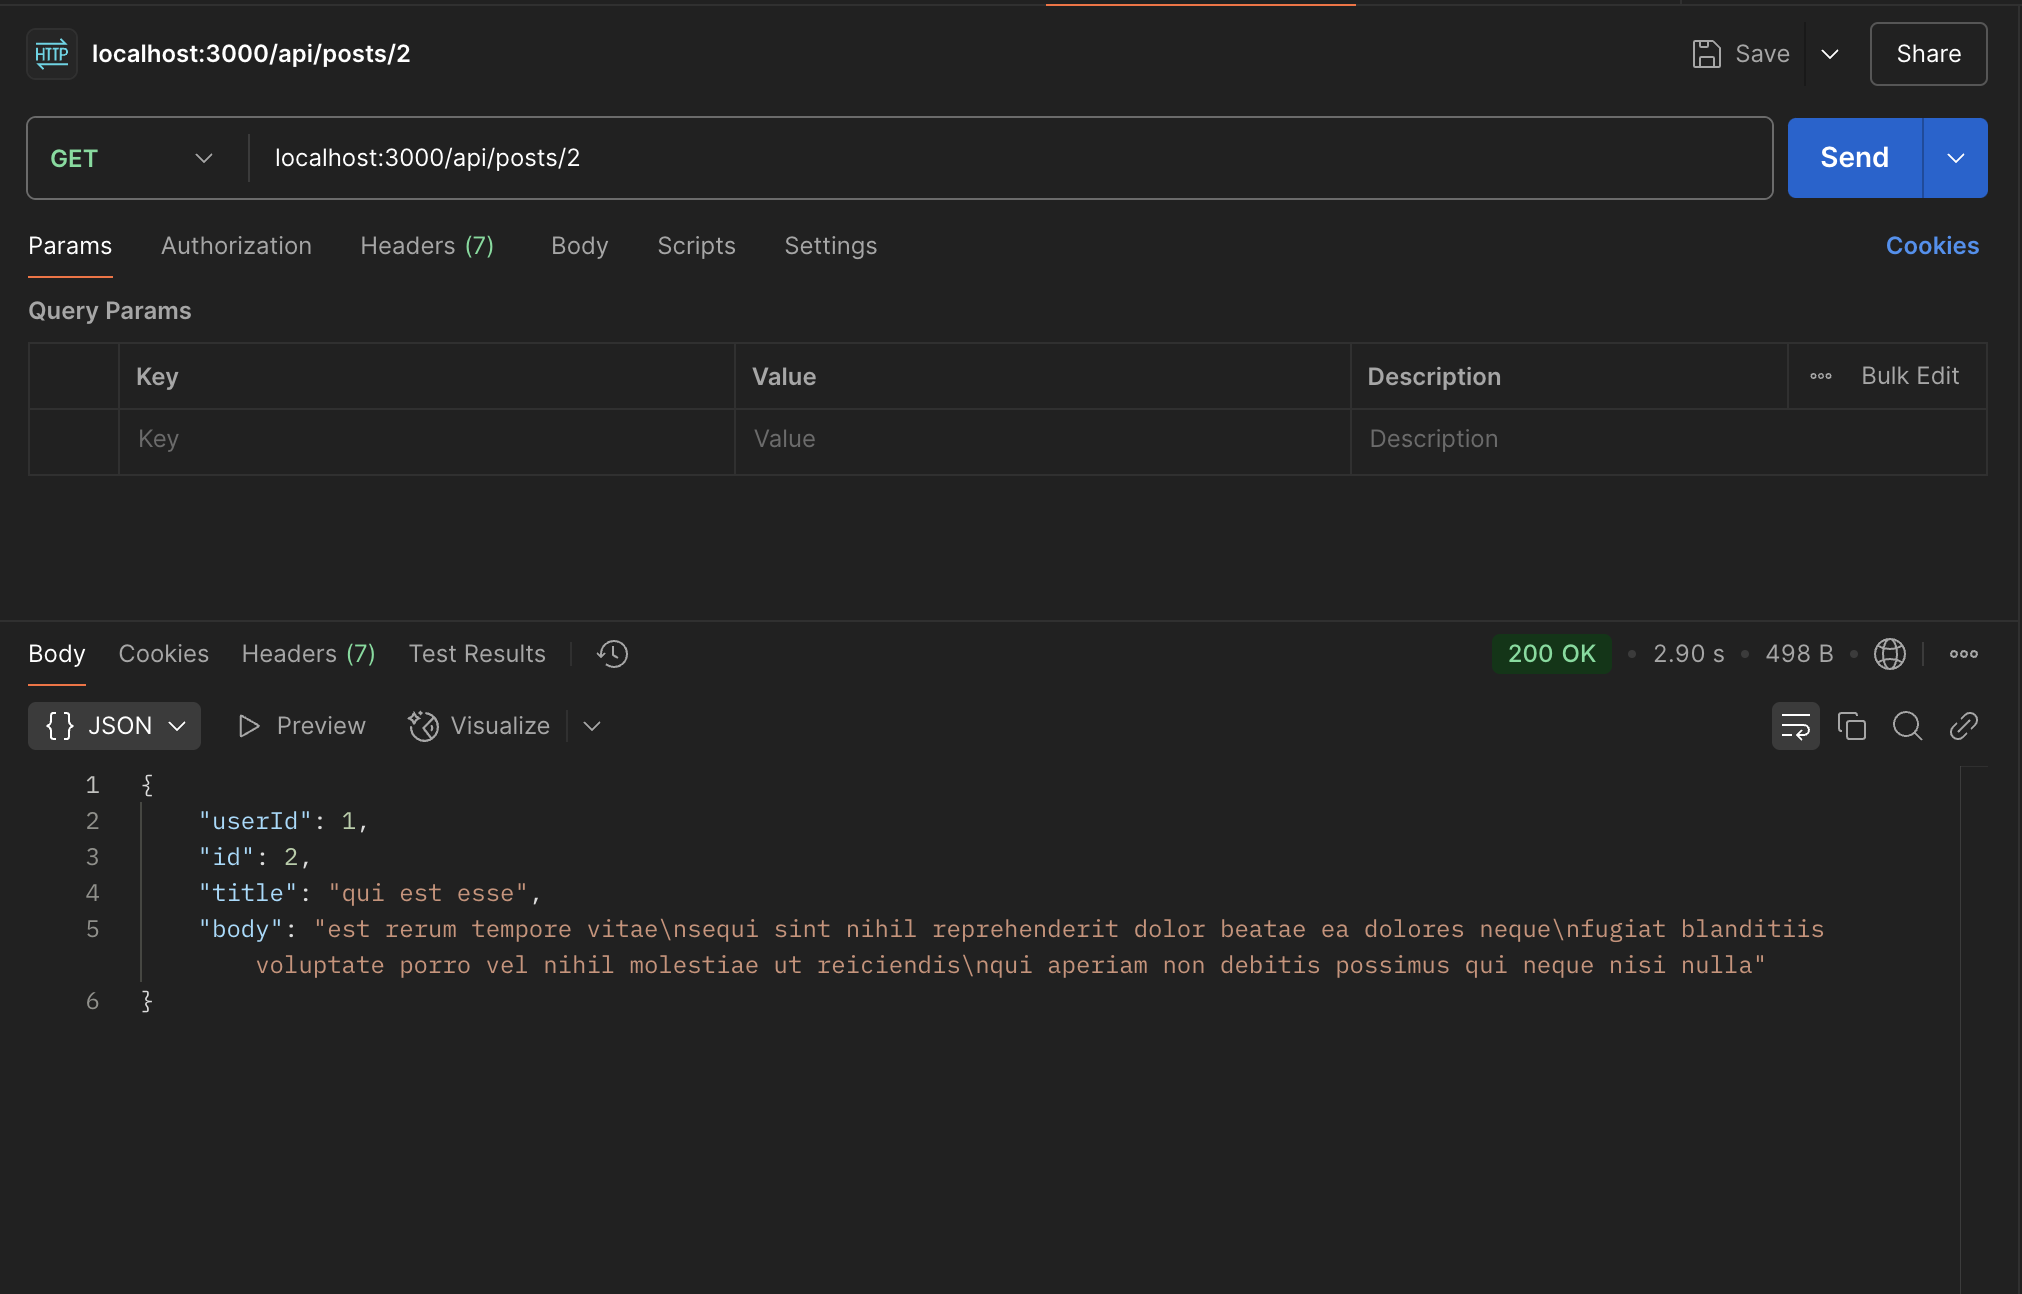 HTTP localhost:3000/api/posts/2 Save Share
GET localhost:3000/api/posts/2 Send
Params Authorization Headers (7) Body Scripts Settings Cookies
Query Params
Key Value Description Bulk Edit
Key Value Description
Body Cookies Headers (7) Test Results 200 OK • 2.90 s • 498 B •
{} JSON Preview Visualize
1 {
2 "userId": 1,
3 "id": 2,
4 "title": "qui est esse",
5 "body": "est rerum tempore vitae\nsequi sint nihil reprehenderit dolor beatae ea dolores neque\nfugiat blanditiis
voluptate porro vel nihil molestiae ut reiciendis\nqui aperiam non debitis possimus qui neque nisi nulla"
6 }